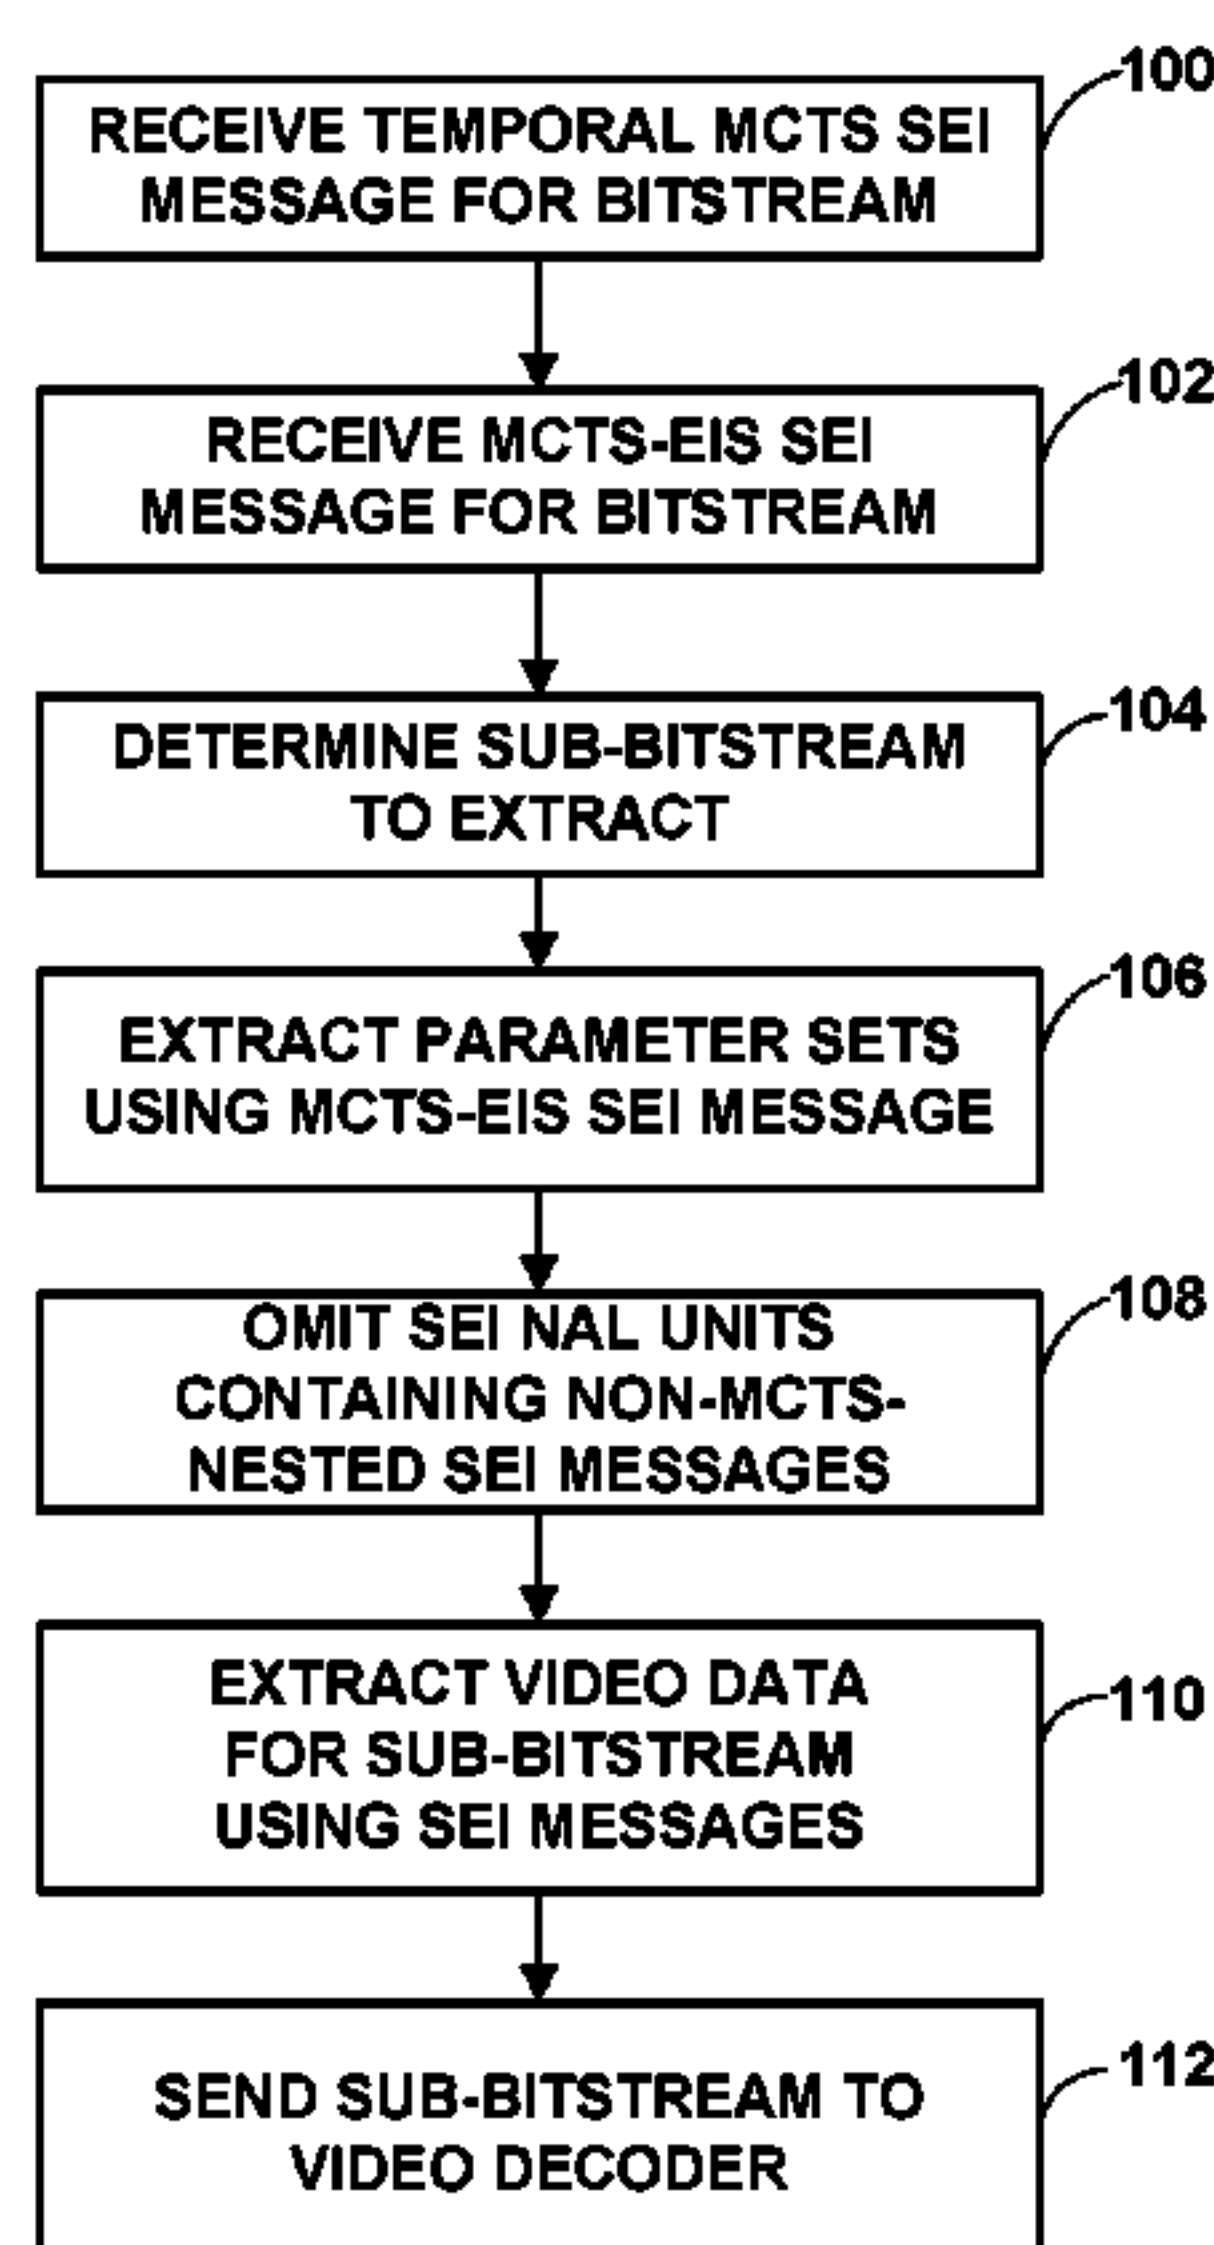 100
RECEIVE TEMPORAL MCTS SEI
MESSAGE FOR BITSTREAM
102
RECEIVE MCTS-EIS SEI
MESSAGE FOR BITSTREAM
104
DETERMINE SUB-BITSTREAM
TO EXTRACT
106
EXTRACT PARAMETER SETS
USING MCTS-EIS SEI MESSAGE
108
OMIT SEI NAL UNITS
CONTAINING NON-MCTS-
NESTED SEI MESSAGES
110
EXTRACT VIDEO DATA
FOR SUB-BITSTREAM
USING SEI MESSAGES
112
SEND SUB-BITSTREAM TO
VIDEO DECODER